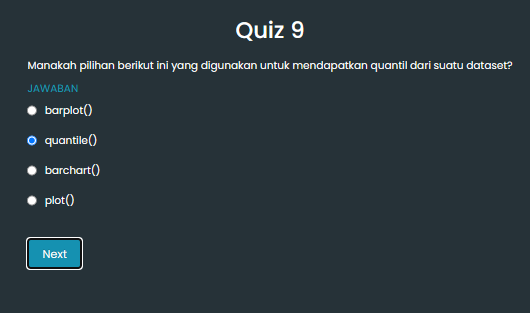 Quiz 9
Manakah pilihan berikut ini yang digunakan untuk mendapatkan quantil dari suatu dataset?
JAWABAN
barplot()
quantile()
barchart()
plot()
Next